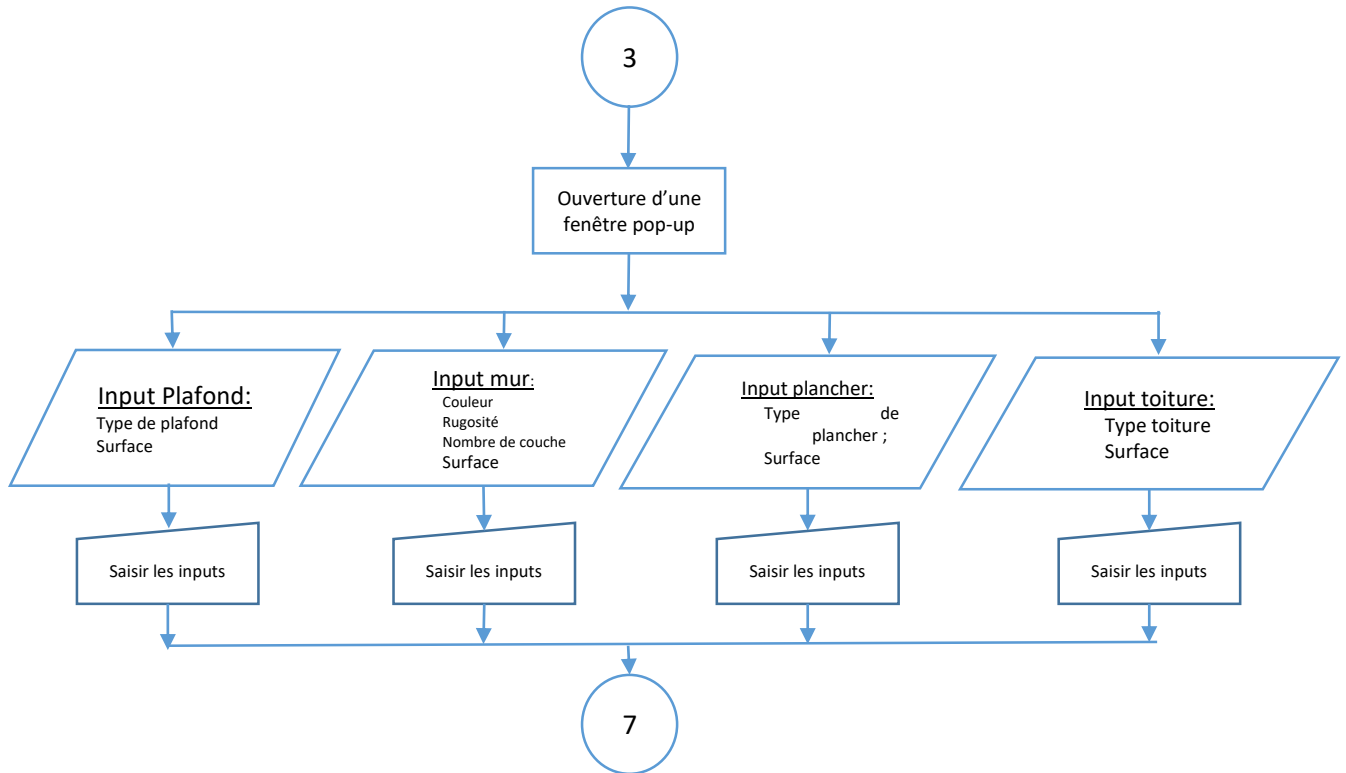 3
Ouverture d’une
fenêtre pop-up
Input Plafond:
Type de plafond
Surface
Input mur:
Couleur
Rugosité
Nombre de couche
Surface
Input plancher:
Type de
plancher ;
Surface
Input toiture:
Type toiture
Surface
Saisir les inputs
Saisir les inputs
Saisir les inputs
Saisir les inputs
7